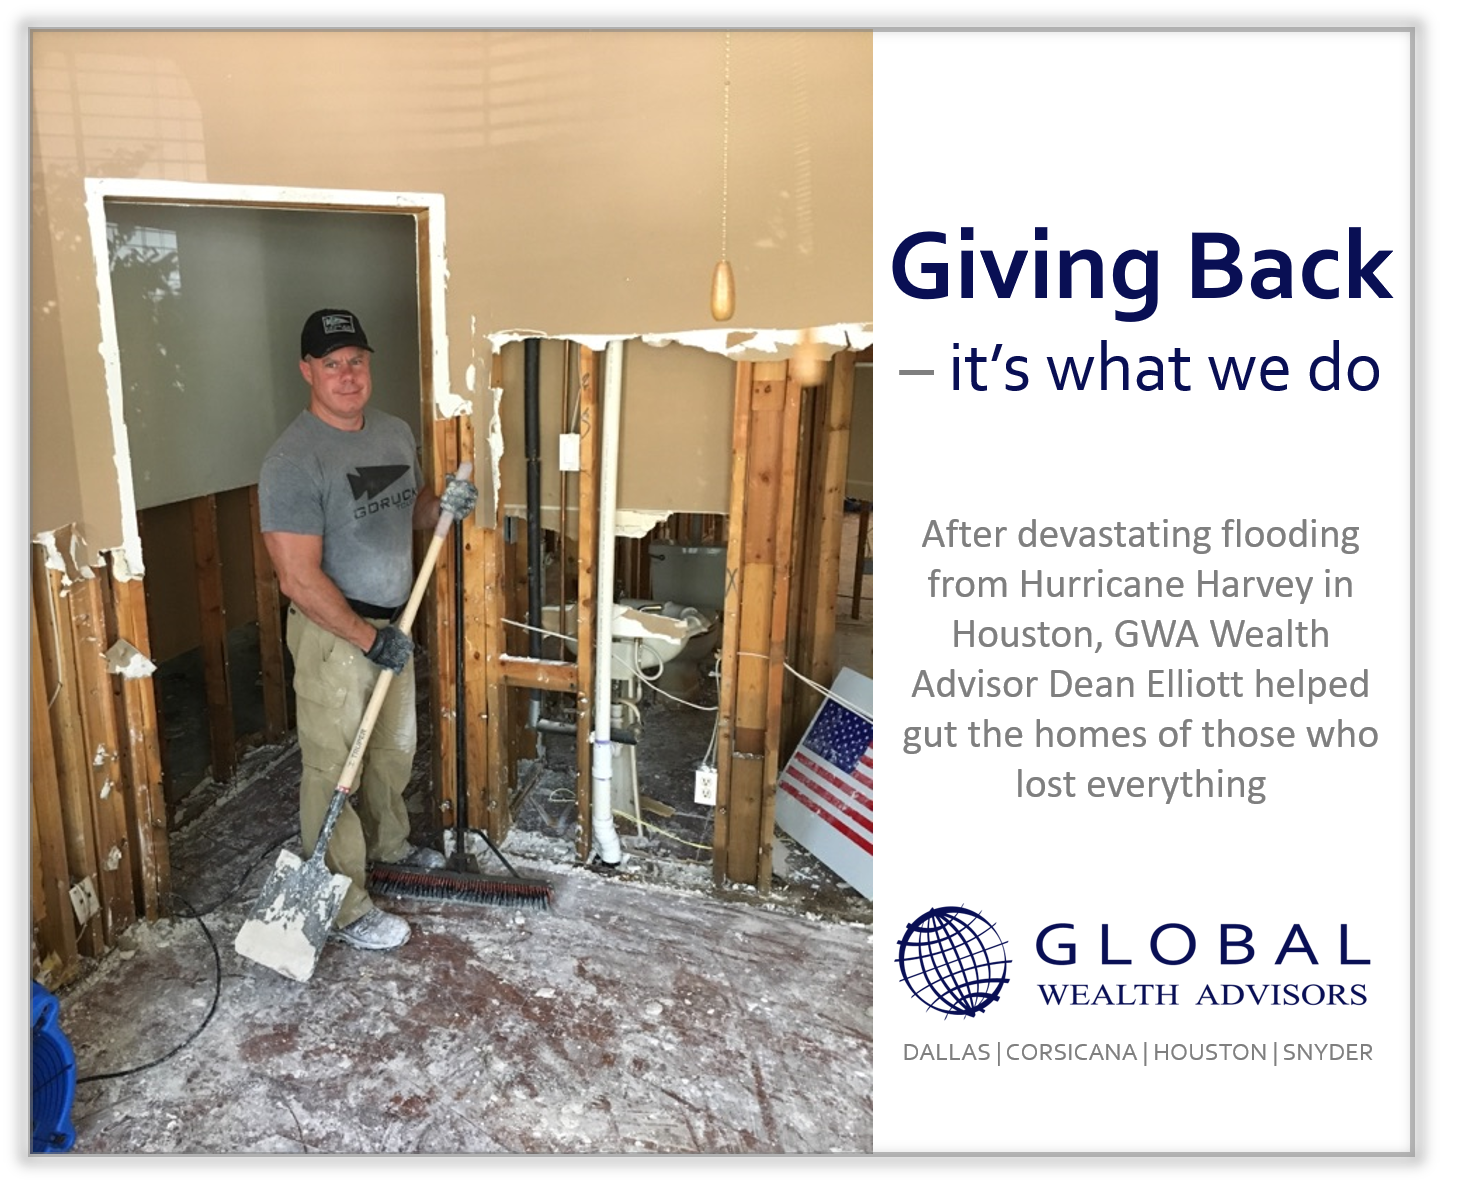 Giving Back
– it's what we do
After devastating flooding
from Hurricane Harvey in
Houston, GWA Wealth
Advisor Dean Elliott helped
gut the homes of those who
lost everything
GLOBAL
WEALTH ADVISORS
DALLAS | CORSICANA | HOUSTON | SNYDER
GORUCK
TRUPER